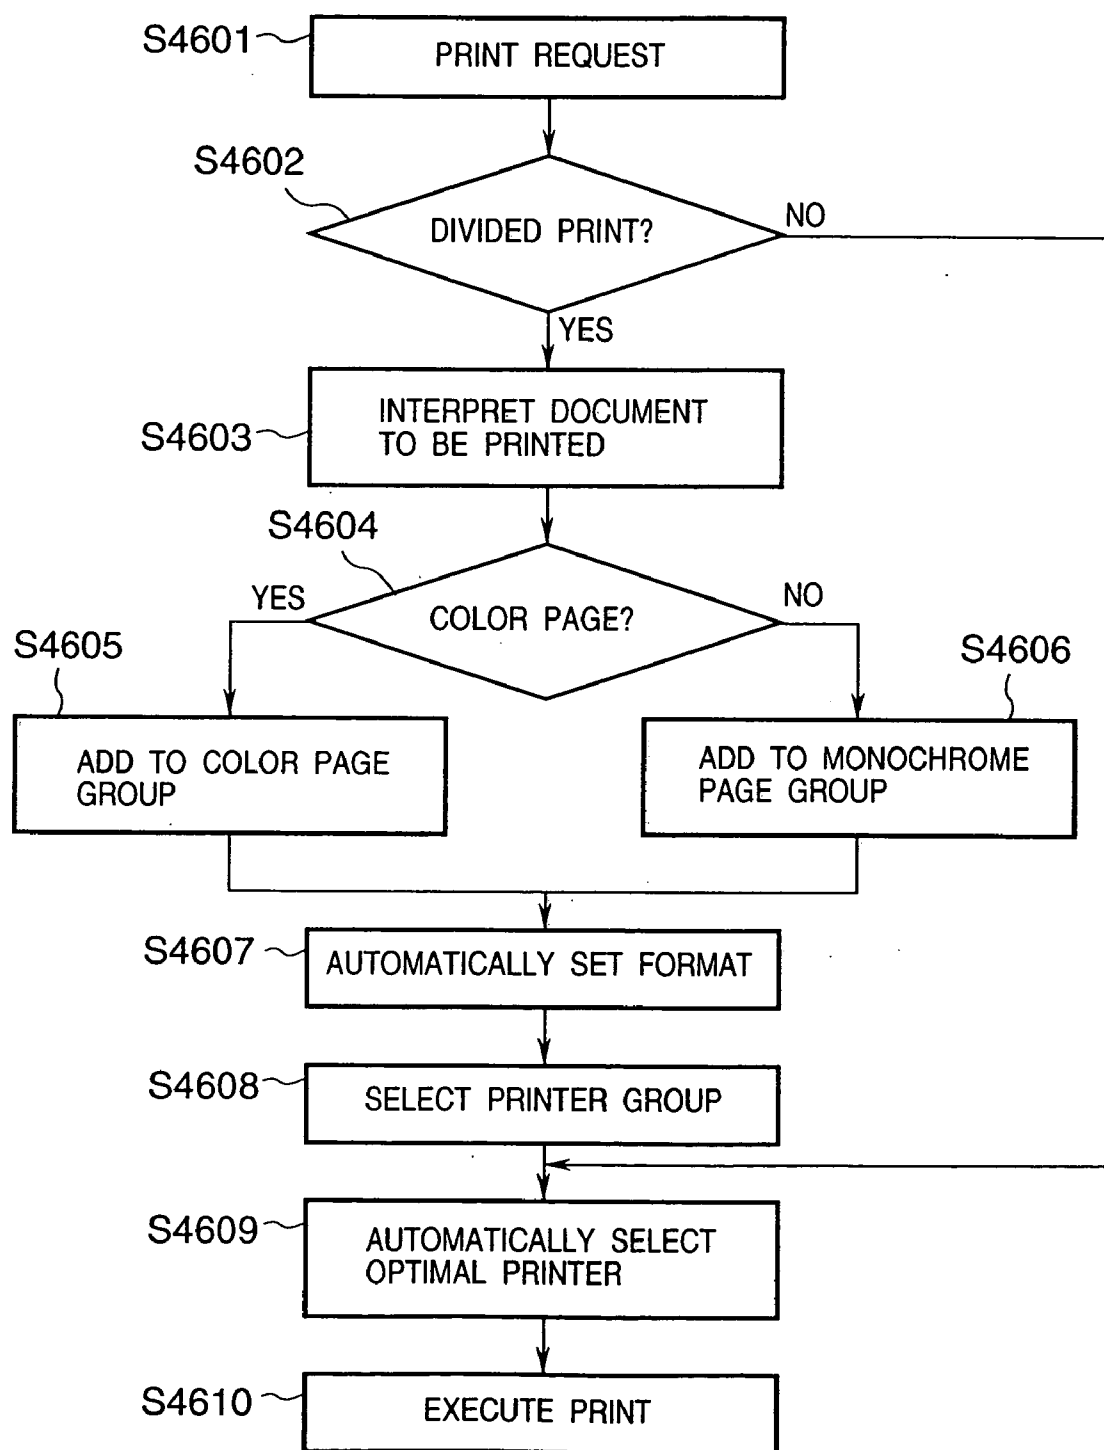 S4601
PRINT REQUEST
S4602
DIVIDED PRINT?
NO
YES
S4603
INTERPRET DOCUMENT
TO BE PRINTED
S4604
COLOR PAGE?
YES
NO
S4605
S4606
ADD TO COLOR PAGE
GROUP
ADD TO MONOCHROME
PAGE GROUP
S4607
AUTOMATICALLY SET FORMAT
S4608
SELECT PRINTER GROUP
S4609
AUTOMATICALLY SELECT
OPTIMAL PRINTER
S4610
EXECUTE PRINT